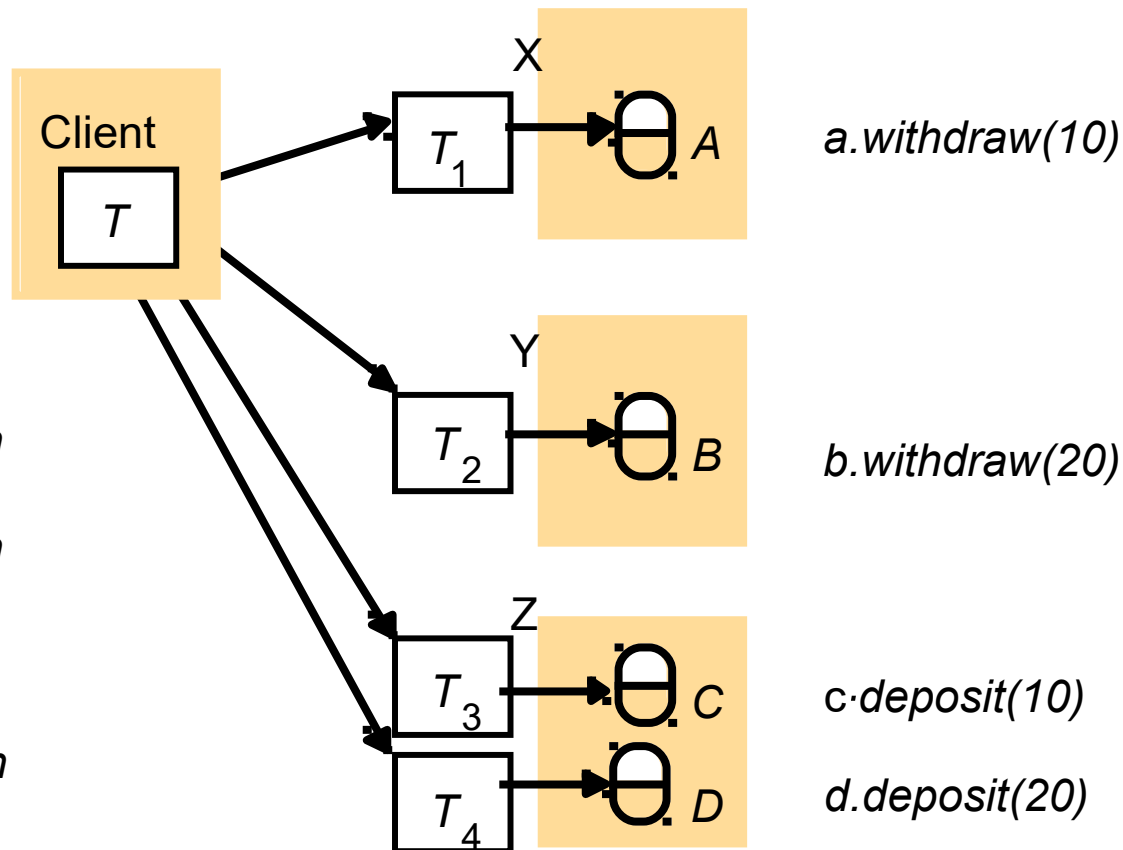 Client
T
X
T1
A
a.withdraw(10)
Y
T2
B
b.withdraw(20)
Z
T3
C
c·deposit(10)
T4
D
d.deposit(20)